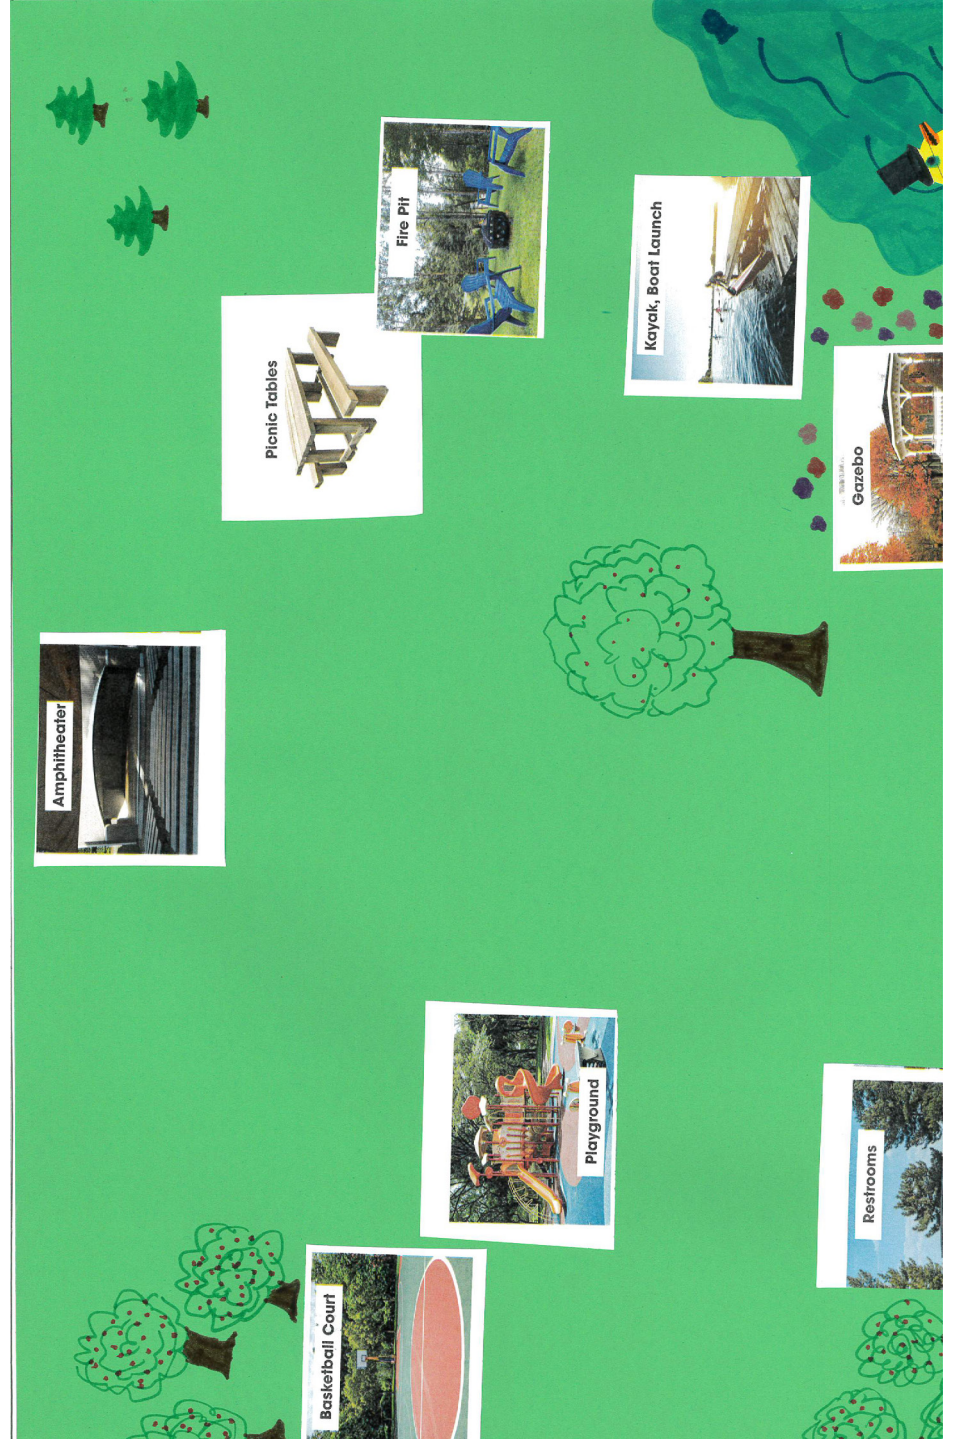 Amphitheater
Picnic Tables
Basketball Court
Fire Pit
Playground
Kayak, Boat Launch
Gazebo
Restrooms